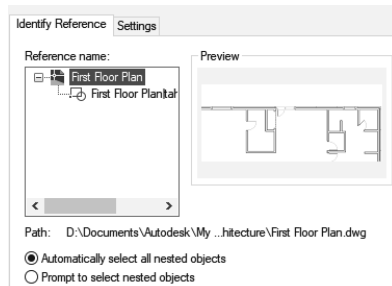 Identify Reference Settings
Reference name:
Preview
First Floor Plan
First Floor Plan|tat
Path: D:\Documents\Autodesk\My ...hitecture\First Floor Plan.dwg
Automatically select all nested objects
Prompt to select nested objects